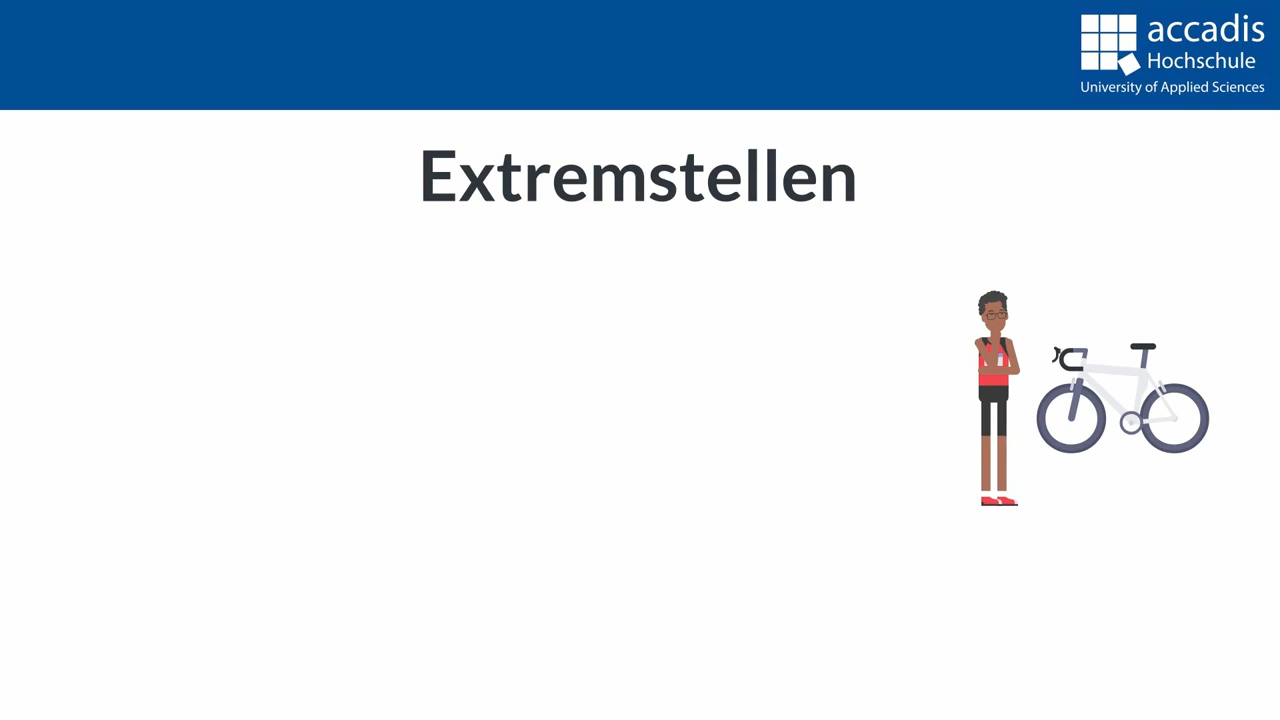 accadis
Hochschule
University of Applied Sciences
Extremstellen